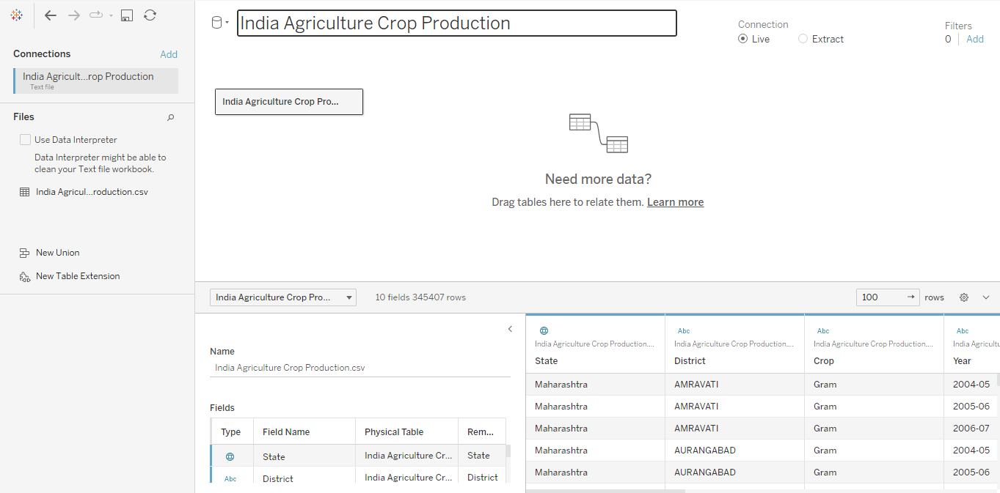 India Agriculture Crop Production
Connection
Live
Extract
Filters
0
Add
Connections
Add
India Agricult...rop Production
Text file
Files
Use Data Interpreter
Data Interpreter might be able to
clean your Text file workbook.
India Agricul...roduction.csv
New Union
New Table Extension
India Agriculture Crop Pro...
Need more data?
Drag tables here to relate them. Learn more
India Agriculture Crop Pro...
10 fields 345407 rows
100
rows
Name
India Agriculture Crop Production.csv
Fields
Type Field Name Physical Table Rem...
State India Agriculture Cr... State
Abc District India Agriculture Cr... District
Abc Abc Abc
India Agriculture Crop Production.... India Agriculture Crop Production.... India Agriculture Crop Production.... India Agricultu
State District Crop Year
Maharashtra AMRAVATI Gram 2004-05
Maharashtra AMRAVATI Gram 2005-06
Maharashtra AMRAVATI Gram 2006-07
Maharashtra AURANGABAD Gram 2004-05
Maharashtra AURANGABAD Gram 2005-06